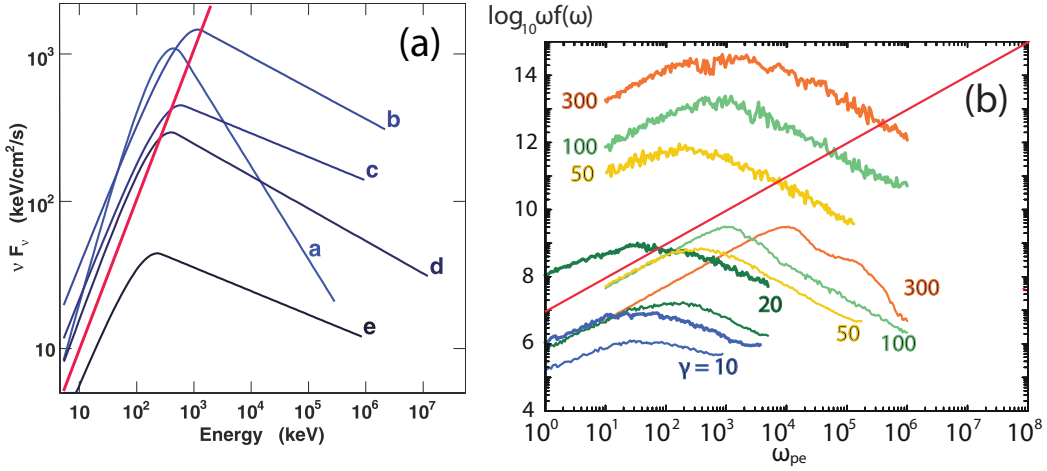 (a)
ν Fᵥ (keV/cm²/s)
10³
10²
10
a
b
c
d
e
10 10² 10³ 10⁴ 10⁵ 10⁶ 10⁷
Energy (keV)
log₁₀ωf(ω)
(b)
14
12
10
8
6
4
300
100
50
20
γ = 10
300
50
100
10⁰ 10¹ 10² 10³ 10⁴ 10⁵ 10⁶ 10⁷ 10⁸
ωpe